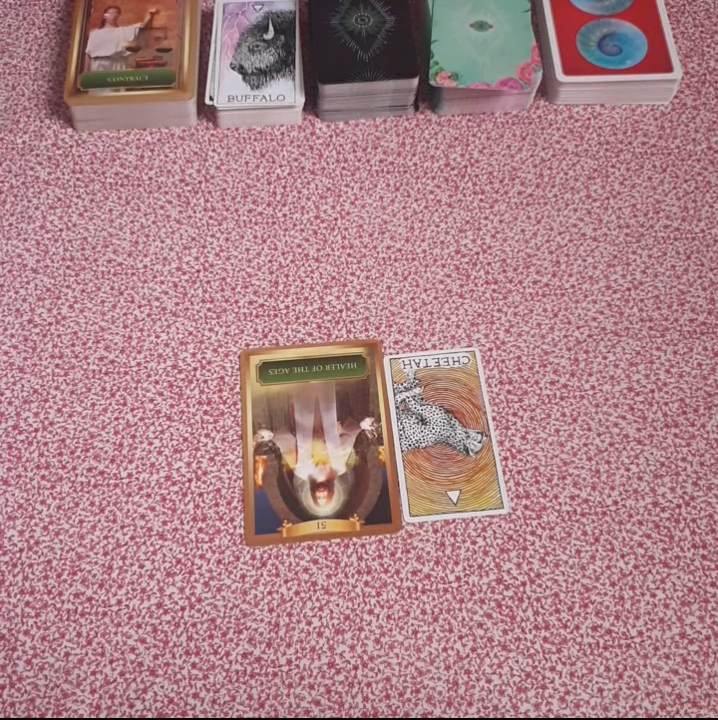 CONTRACT
BUFFALO
HEALER OF THE AGES
CHEETAH
51